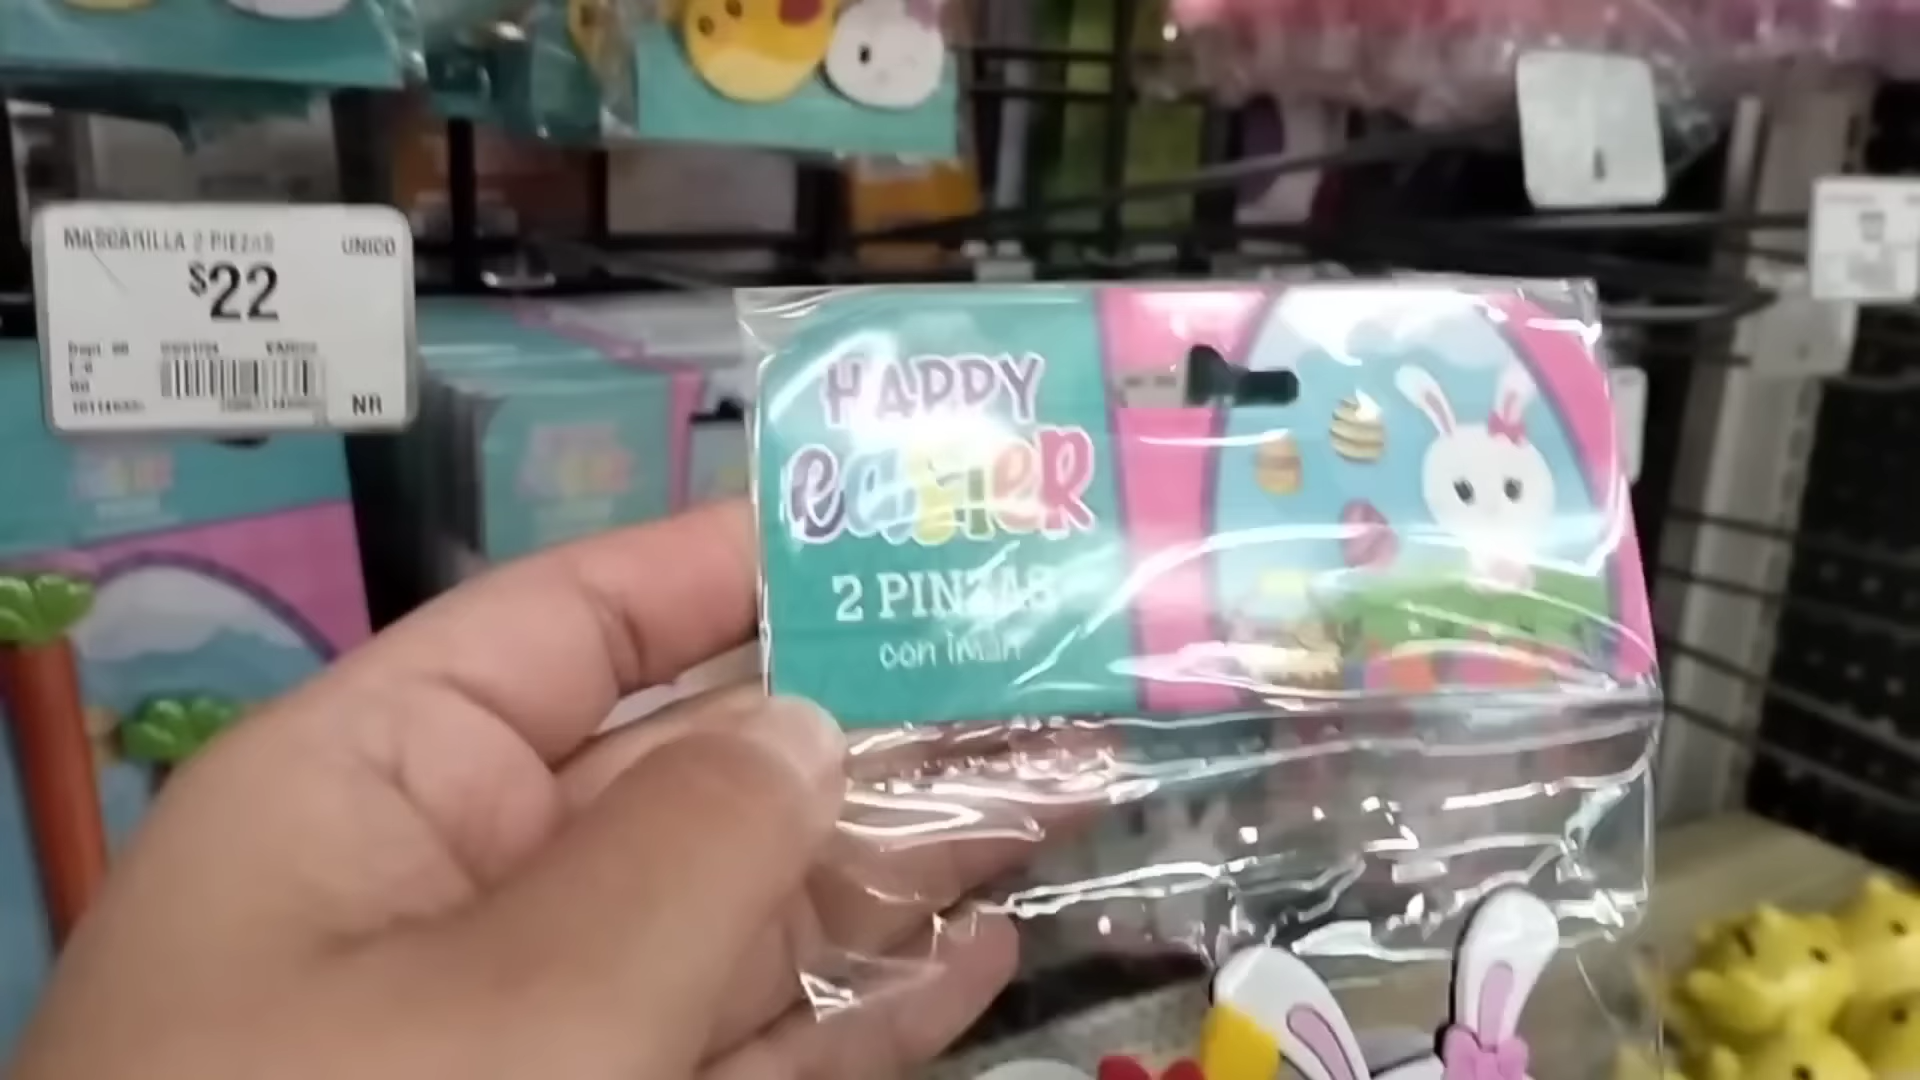 MASCARILLA 2 PIEZAS
UNICO
$22
NR
HAPPY
EASTER
2 PINZAS
con imán